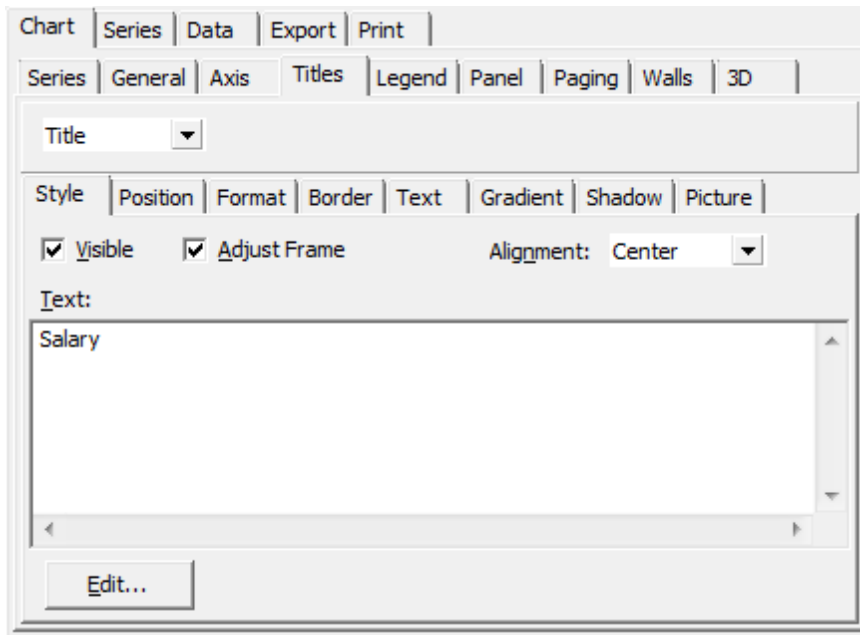 Chart Series Data Export Print
Series General Axis Titles Legend Panel Paging Walls 3D
Title
Style Position Format Border Text Gradient Shadow Picture
Visible Adjust Frame Alignment: Center
Text:
Salary
Edit...